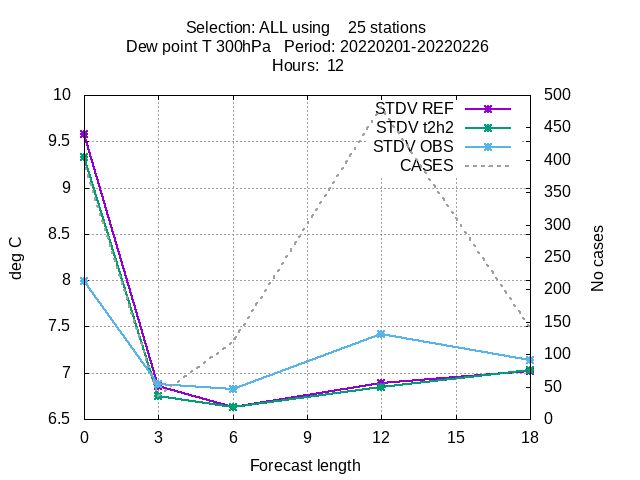 Selection: ALL using    25 stations
Dew point T 300hPa   Period: 20220201-20220226
Hours:  12
10
9.5
9
8.5
8
7.5
7
6.5
deg C
500
450
400
350
300
250
200
150
100
50
0
No cases
STDV REF
STDV t2h2
STDV OBS
CASES
0 3 6 9 12 15 18
Forecast length